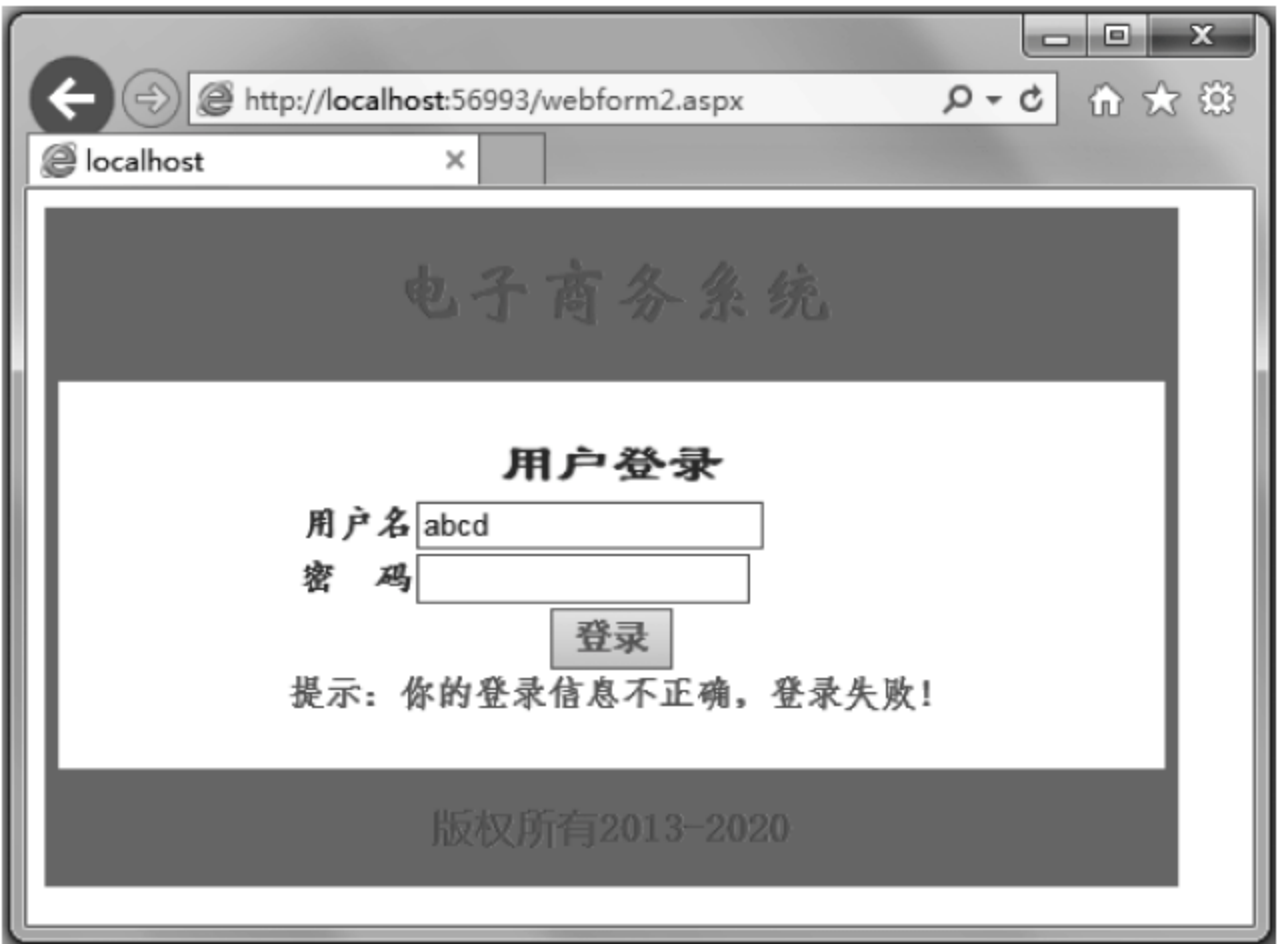 http://localhost:56993/webform2.aspx
localhost
电子商务系统
用户登录
用户名 abcd
密 码
登录
提示：你的登录信息不正确，登录失败！
版权所有2013-2020